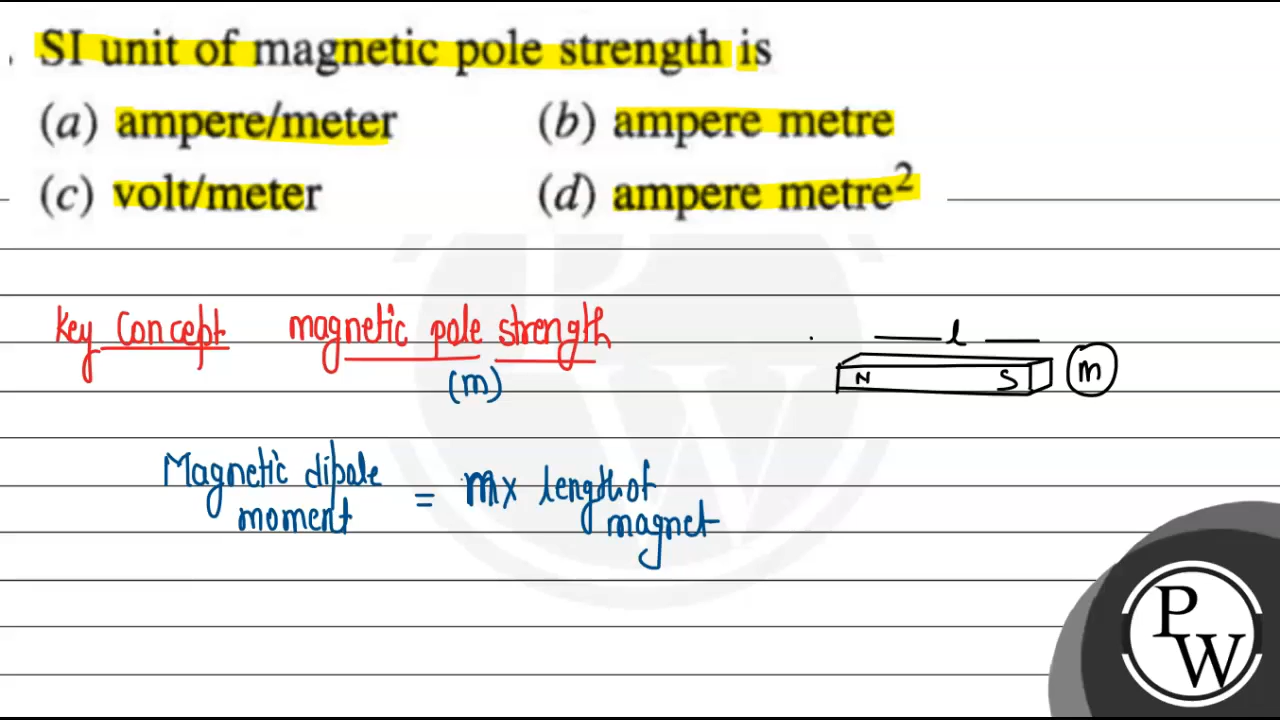 SI unit of magnetic pole strength is
(a) ampere/meter (b) ampere metre
(c) volt/meter (d) ampere metre²
Key Concept magnetic pole strength
(m)
l
N S m
Magnetic dipole
moment = m× length of
magnet
PW
PW